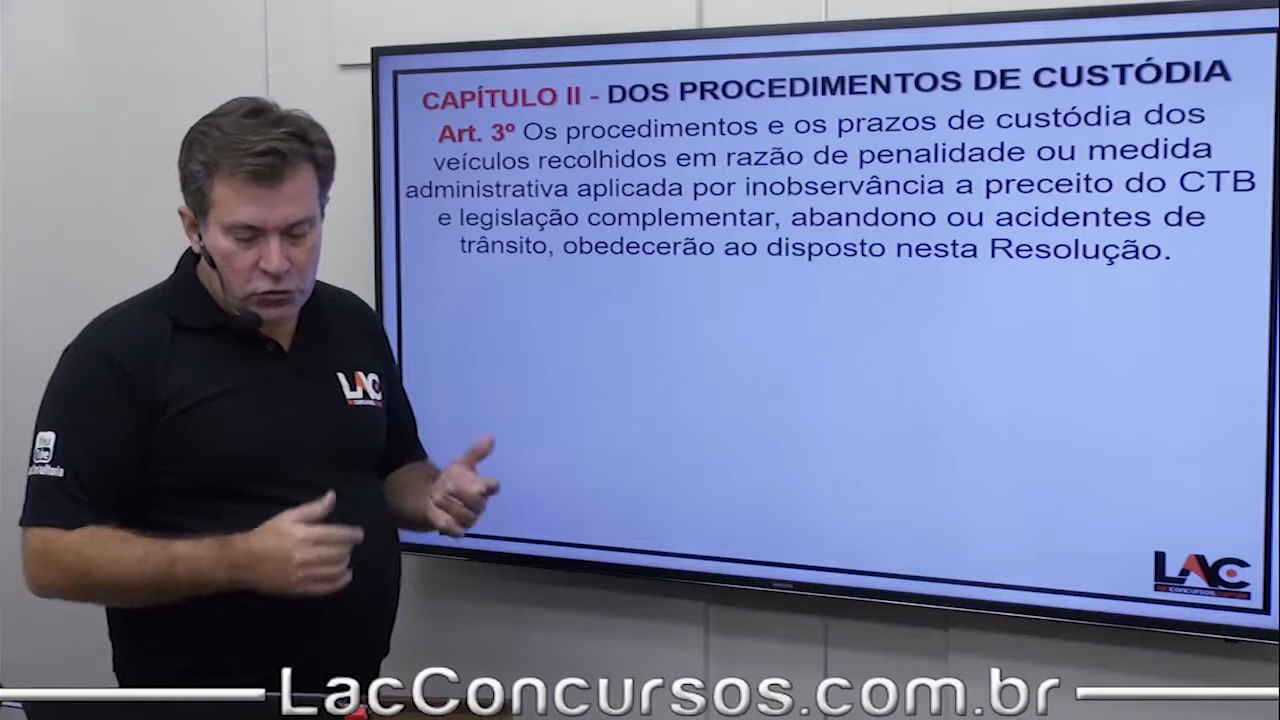 CAPÍTULO II - DOS PROCEDIMENTOS DE CUSTÓDIA
Art. 3º Os procedimentos e os prazos de custódia dos
veículos recolhidos em razão de penalidade ou medida
administrativa aplicada por inobservância a preceito do CTB
e legislação complementar, abandono ou acidentes de
trânsito, obedecerão ao disposto nesta Resolução.
LAC
LAC
LacConcursos.com.br